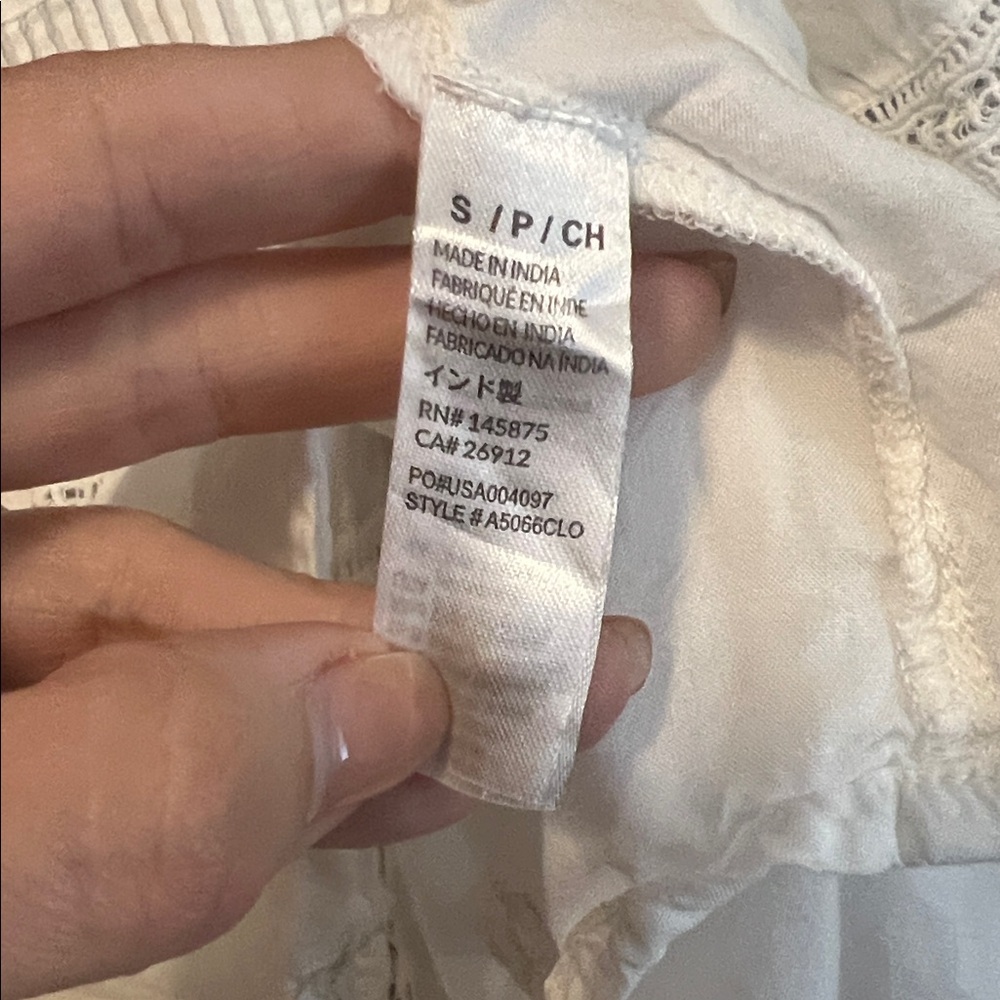 S / P / CH
MADE IN INDIA
FABRIQUÉ EN INDE
HECHO EN INDIA
FABRICADO NA ÍNDIA
インド製
RN# 145875
CA# 26912
PO#USA004097
STYLE # A5066CLO